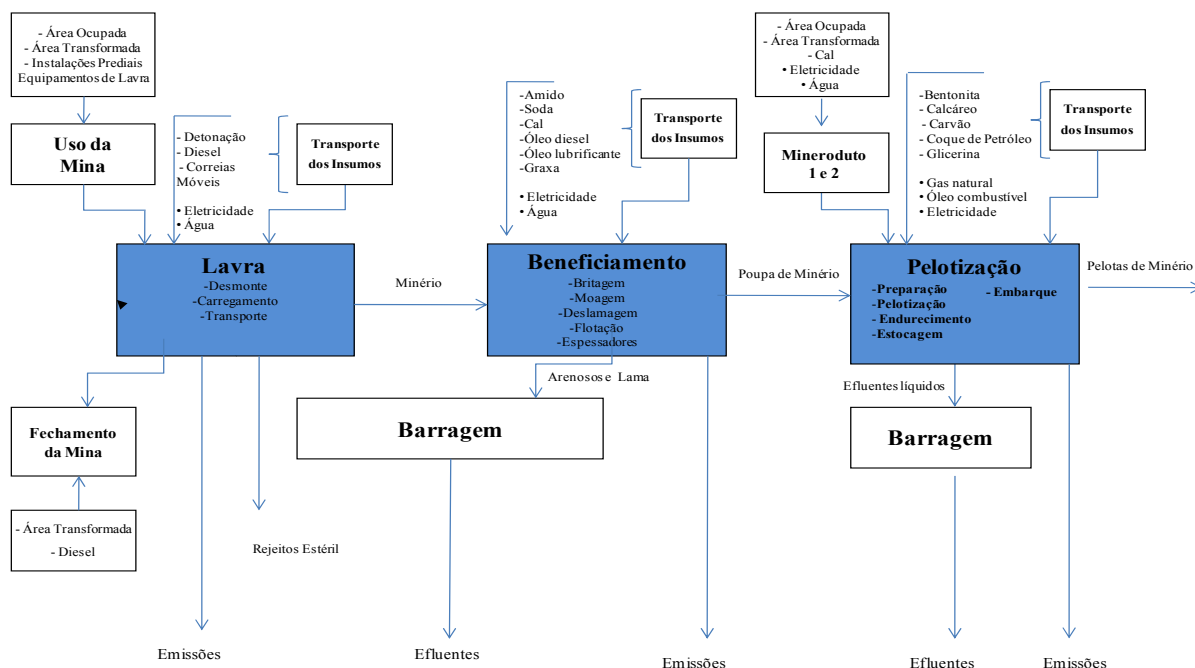 - Área Ocupada
- Área Transformada
- Instalações Prediais
Equipamentos de Lavra
Uso da
Mina
- Detonação
- Diesel
- Correias
Móveis
• Eletricidade
• Água
Transporte
dos Insumos
Lavra
-Desmonte
-Carregamento
-Transporte
Minério
Fechamento
da Mina
- Área Transformada
- Diesel
Rejeitos Estéril
Emissões
-Amido
-Soda
-Cal
-Óleo diesel
-Óleo lubrificante
-Graxa
• Eletricidade
• Água
Transporte
dos Insumos
Beneficiamento
-Britagem
-Moagem
-Deslamagem
-Flotação
-Espessadores
Poupa de Minério
Arenosos e Lama
Barragem
Efluentes
Emissões
- Área Ocupada
- Área Transformada
- Cal
• Eletricidade
• Água
Mineroduto
1 e 2
-Bentonita
- Calcáreo
- Carvão
- Coque de Petróleo
- Glicerina
• Gas natural
• Óleo combustível
• Eletricidade
Transporte
dos Insumos
Pelotização
-Preparação
-Pelotização
- Endurecimento
-Estocagem
- Embarque
Pelotas de Minério
Efluentes líquidos
Barragem
Efluentes
Emissões